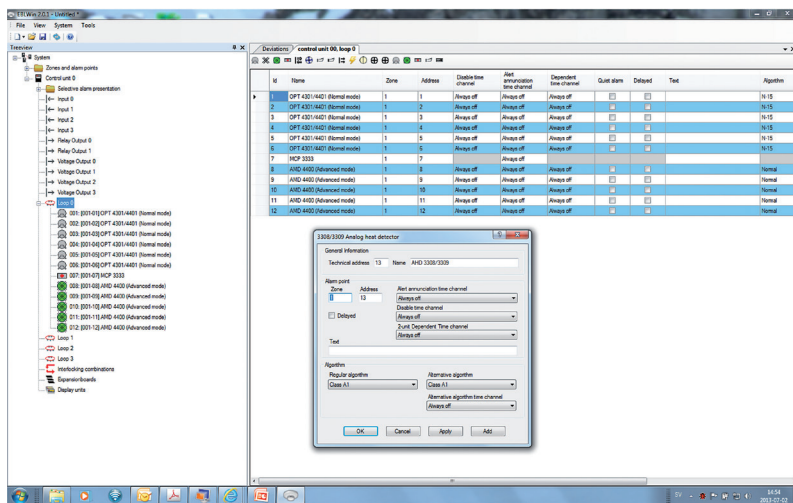 EBLWin 2.0.1 - Untitled *
File View System Tools
Treeview
System
Zones and alarm points
Control unit 0
Selective alarm presentation
Input 0
Input 1
Input 2
Input 3
Relay Output 0
Relay Output 1
Voltage Output 0
Voltage Output 1
Voltage Output 2
Voltage Output 3
Loop 0
001: [001-01] OPT 4301/4401 (Normal mode)
002: [001-02] OPT 4301/4401 (Normal mode)
003: [001-03] OPT 4301/4401 (Normal mode)
004: [001-04] OPT 4301/4401 (Normal mode)
005: [001-05] OPT 4301/4401 (Normal mode)
006: [001-06] OPT 4301/4401 (Normal mode)
007: [001-07] MCP 3333
008: [001-08] AMD 4400 (Advanced mode)
009: [001-09] AMD 4400 (Advanced mode)
010: [001-10] AMD 4400 (Advanced mode)
011: [001-11] AMD 4400 (Advanced mode)
012: [001-12] AMD 4400 (Advanced mode)
Loop 1
Loop 2
Loop 3
Interlocking combinations
Expansionboards
Display units
Deviations control unit 00, loop 0
Id Name Zone Address Disable time channel Alert annunciation time channel Dependent time channel Quiet alarm Delayed Text Algorithm
1 OPT 4301/4401 (Normal mode) 1 1 Always off Always off Always off N-15
2 OPT 4301/4401 (Normal mode) 1 2 Always off Always off Always off N-15
3 OPT 4301/4401 (Normal mode) 1 3 Always off Always off Always off N-15
4 OPT 4301/4401 (Normal mode) 1 4 Always off Always off Always off N-15
5 OPT 4301/4401 (Normal mode) 1 5 Always off Always off Always off N-15
6 OPT 4301/4401 (Normal mode) 1 6 Always off Always off Always off N-15
7 MCP 3333 1 7 Always off
8 AMD 4400 (Advanced mode) 1 8 Always off Always off Always off Normal
9 AMD 4400 (Advanced mode) 1 9 Always off Always off Always off Normal
10 AMD 4400 (Advanced mode) 1 10 Always off Always off Always off Normal
11 AMD 4400 (Advanced mode) 1 11 Always off Always off Always off Normal
12 AMD 4400 (Advanced mode) 1 12 Always off Always off Always off Normal
3308/3309 Analog heat detector
General Information
Technical address 13 Name AHD 3308/3309
Alarm point
Zone Address Alert annunciation time channel
1 13 Always off
Disable time channel
Delayed Always off
2-unit Dependent Time channel
Always off
Text
Algorithm
Regular algorithm Alternative algorithm
Class A1 Class A1
Alternative algorithm time channel
Always off
OK Cancel Apply Add
SV
14:54
2013-07-03